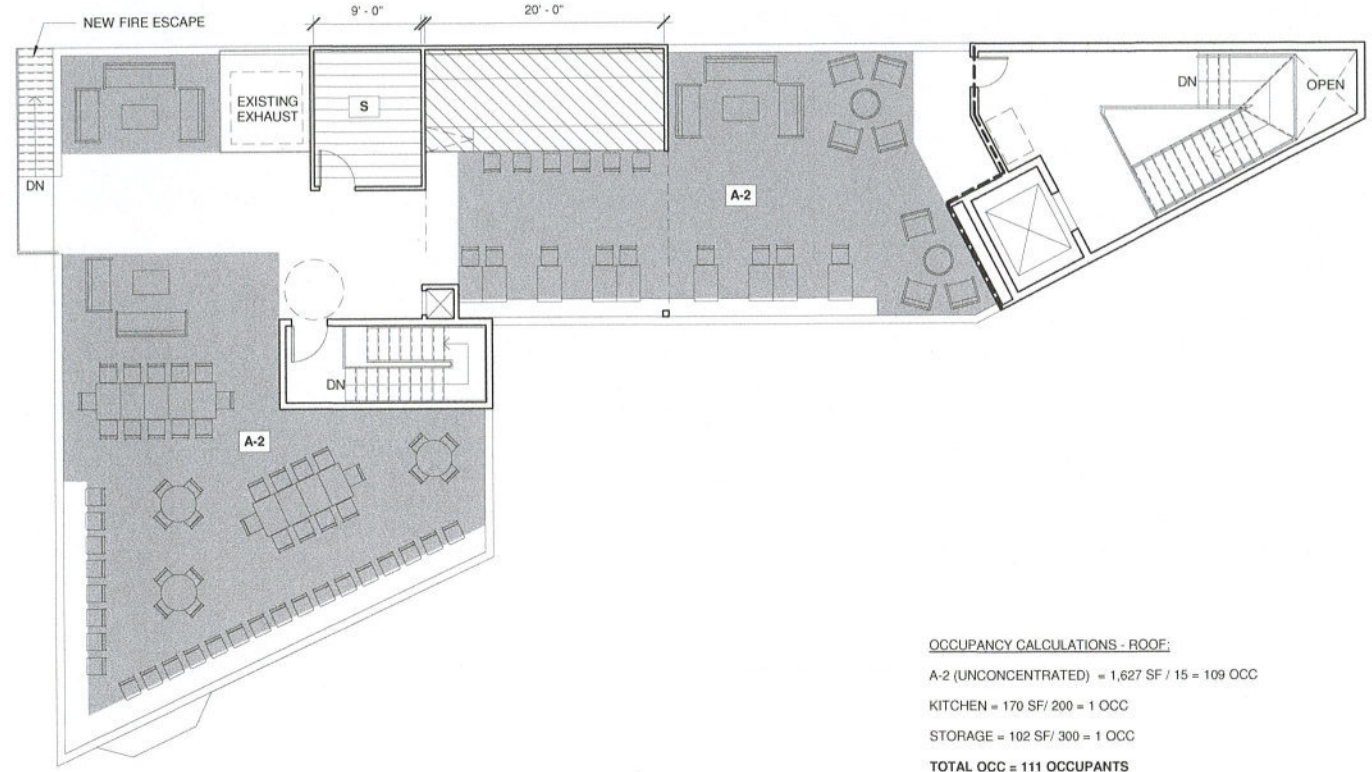 NEW FIRE ESCAPE
9' - 0"
20' - 0"
EXISTING
EXHAUST
S
DN
OPEN
DN
A-2
DN
A-2
OCCUPANCY CALCULATIONS - ROOF:
A-2 (UNCONCENTRATED) = 1,627 SF / 15 = 109 OCC
KITCHEN = 170 SF/ 200 = 1 OCC
STORAGE = 102 SF/ 300 = 1 OCC
TOTAL OCC = 111 OCCUPANTS